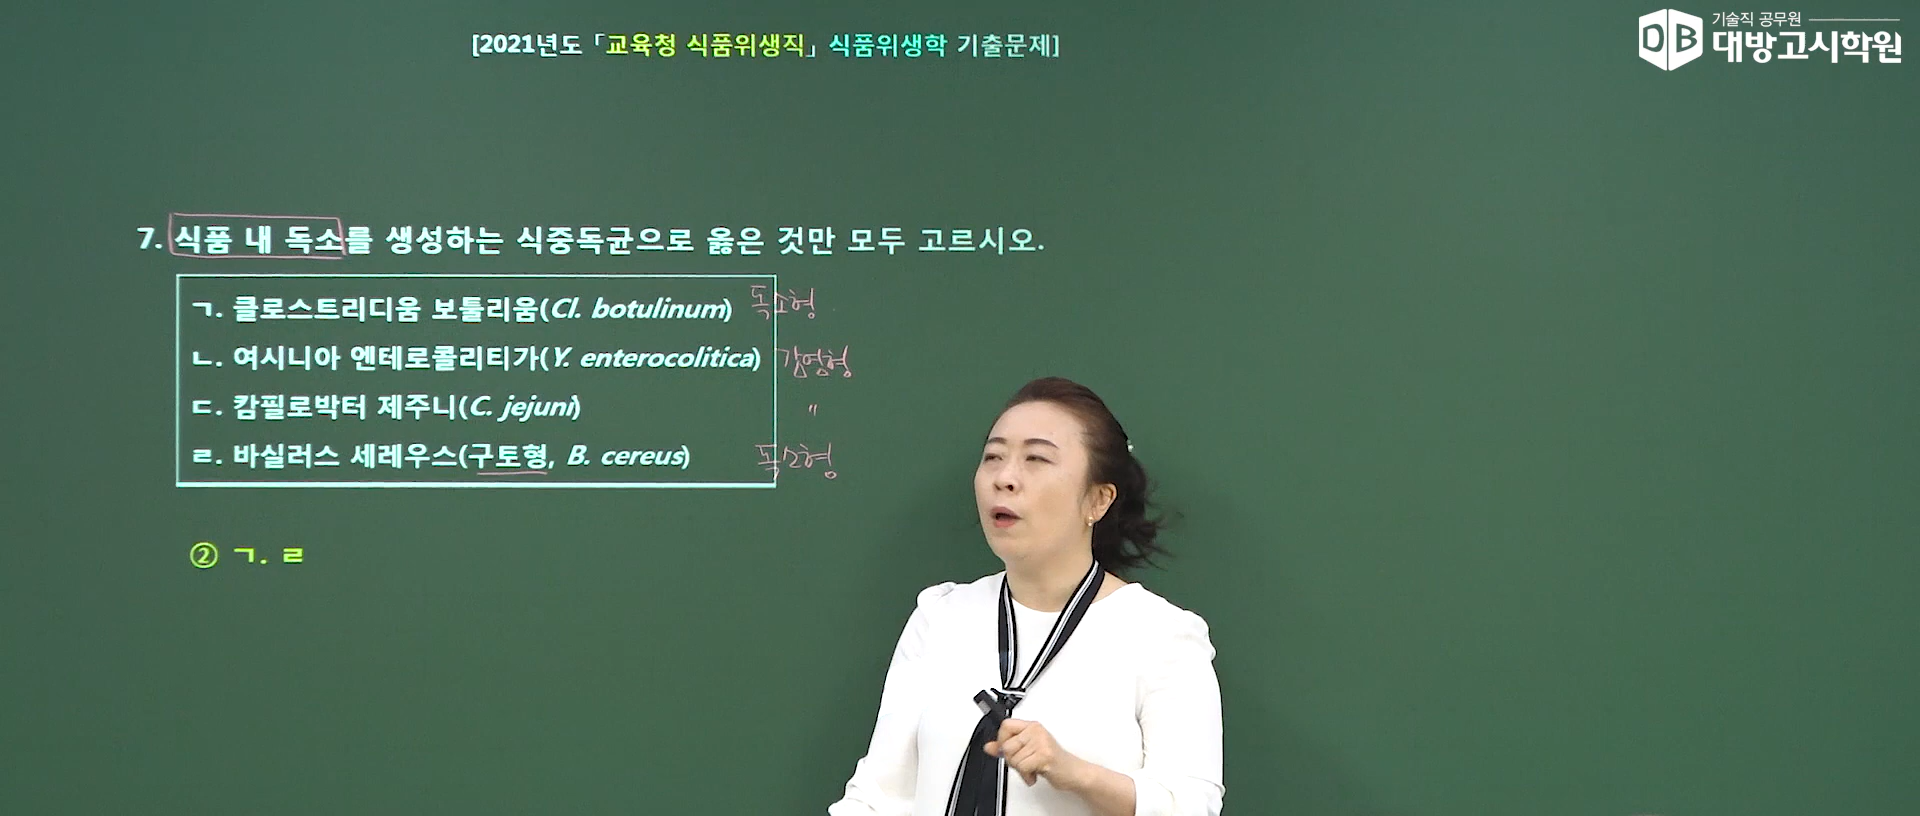 [2021년도 「교육청 식품위생직」 식품위생학 기출문제]
기술직 공무원
DB 대방고시학원
7. 식품 내 독소를 생성하는 식중독균으로 옳은 것만 모두 고르시오.
ㄱ. 클로스트리디움 보툴리움(Cl. botulinum) 독소형
ㄴ. 여시니아 엔테로콜리티가(Y. enterocolitica) 감염형
ㄷ. 캄필로박터 제주니(C. jejuni) "
ㄹ. 바실러스 세레우스(구토형, B. cereus) 독소형
② ㄱ. ㄹ